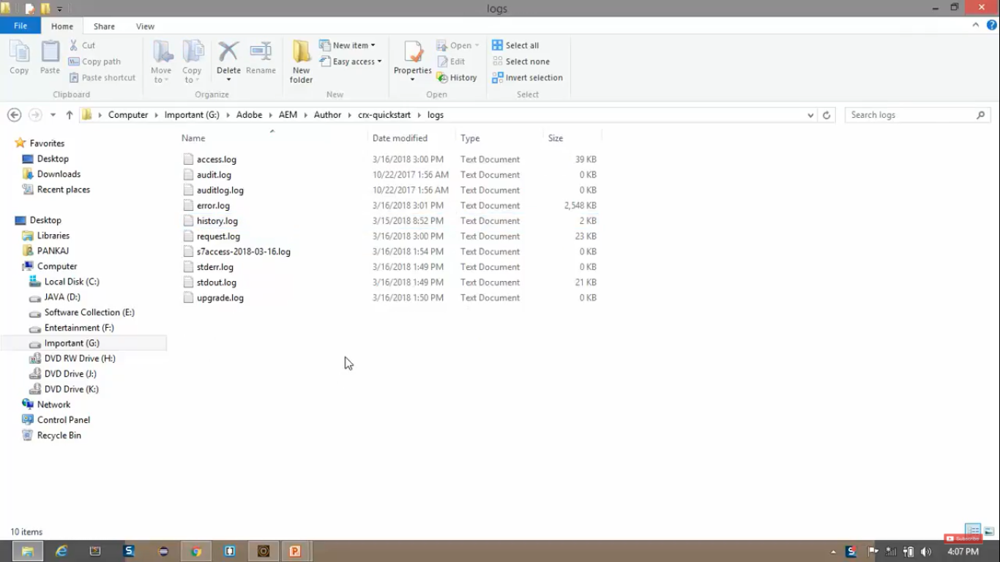 logs
File Home Share View
Copy Paste Cut Copy path Paste shortcut Clipboard
Move to Copy to Delete Rename Organize
New folder New item Easy access New
Properties Open Edit History Open
Select all Select none Invert selection Select
Computer Important (G:) Adobe AEM Author crx-quickstart logs Search logs
Name Date modified Type Size
access.log 3/16/2018 3:00 PM Text Document 39 KB
audit.log 10/22/2017 1:56 AM Text Document 0 KB
auditlog.log 10/22/2017 1:56 AM Text Document 0 KB
error.log 3/16/2018 3:01 PM Text Document 2,548 KB
history.log 3/15/2018 8:52 PM Text Document 2 KB
request.log 3/16/2018 3:00 PM Text Document 23 KB
s7access-2018-03-16.log 3/16/2018 1:54 PM Text Document 0 KB
stderr.log 3/16/2018 1:49 PM Text Document 0 KB
stdout.log 3/16/2018 1:49 PM Text Document 21 KB
upgrade.log 3/16/2018 1:50 PM Text Document 0 KB
Favorites
Desktop
Downloads
Recent places
Desktop
Libraries
PANKAJ
Computer
Local Disk (C:)
JAVA (D:)
Software Collection (E:)
Entertainment (F:)
Important (G:)
DVD RW Drive (H:)
DVD Drive (J:)
DVD Drive (K:)
Network
Control Panel
Recycle Bin
10 items
Subscribe
4:07 PM